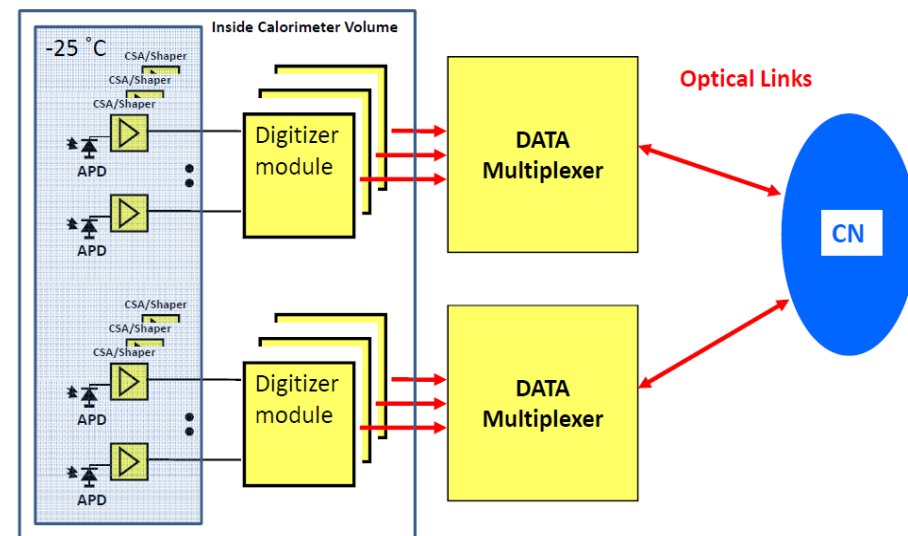 Inside Calorimeter Volume
-25 ˚C
CSA/Shaper
CSA/Shaper
CSA/Shaper
APD
APD
Digitizer
module
DATA
Multiplexer
Optical Links
CN
CSA/Shaper
CSA/Shaper
CSA/Shaper
APD
APD
Digitizer
module
DATA
Multiplexer